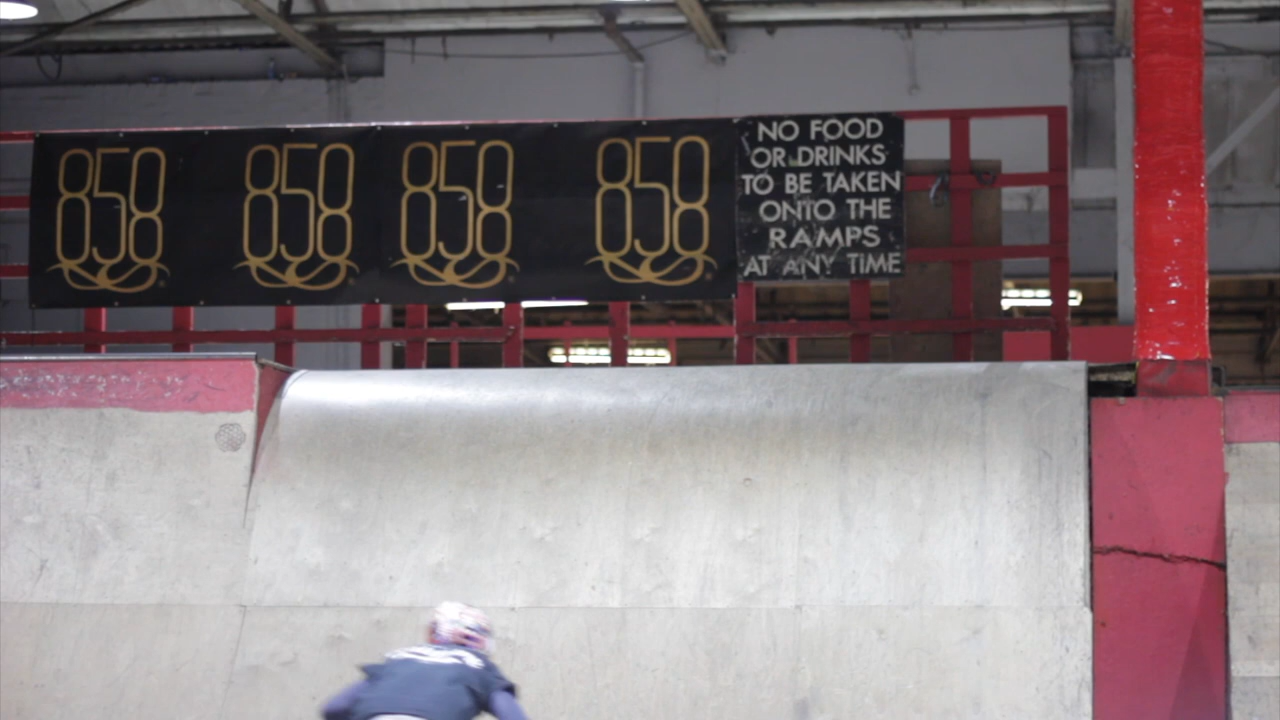 858 858 858 858
NO FOOD
OR DRINKS
TO BE TAKEN
ONTO THE
RAMPS
AT ANY TIME